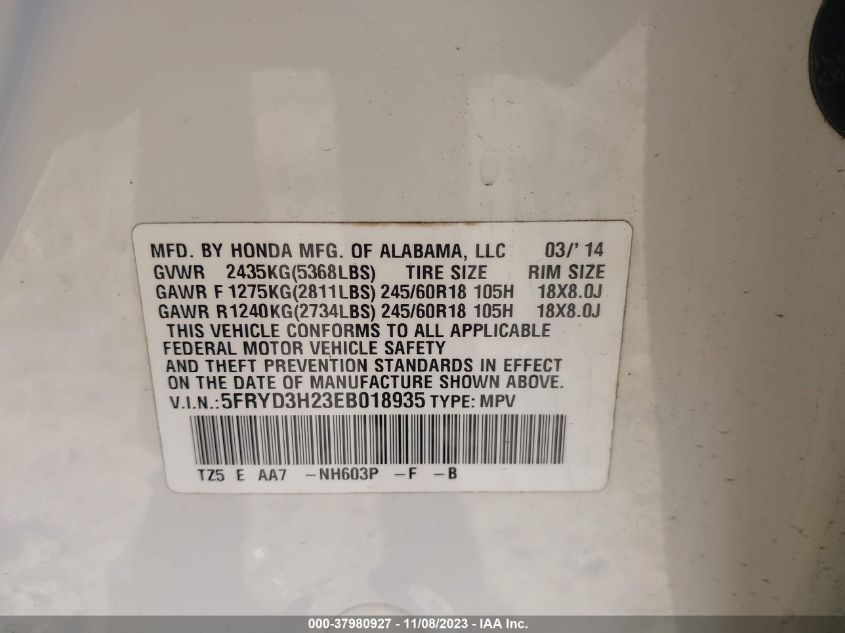 MFD. BY HONDA MFG. OF ALABAMA, LLC 03/' 14
GVWR 2435KG(5368LBS) TIRE SIZE RIM SIZE
GAWR F 1275KG(2811LBS) 245/60R18 105H 18X8.0J
GAWR R1240KG(2734LBS) 245/60R18 105H 18X8.0J
THIS VEHICLE CONFORMS TO ALL APPLICABLE
FEDERAL MOTOR VEHICLE SAFETY
AND THEFT PREVENTION STANDARDS IN EFFECT
ON THE DATE OF MANUFACTURE SHOWN ABOVE.
V.I.N.:5FRYD3H23EB018935 TYPE: MPV
TZ5 E AA7 -NH603P -F -B
000-37980927 - 11/08/2023 - IAA Inc.